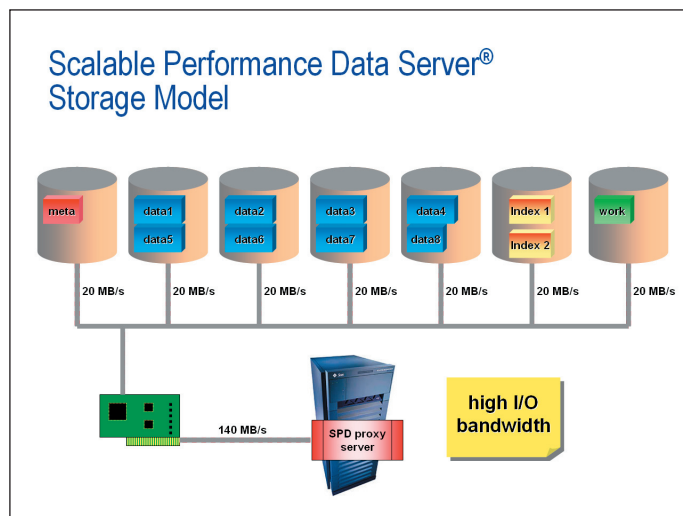 Scalable Performance Data Server®
Storage Model
meta
data1
data5
data2
data6
data3
data7
data4
data8
Index 1
Index 2
work
20 MB/s
20 MB/s
20 MB/s
20 MB/s
20 MB/s
20 MB/s
20 MB/s
140 MB/s
SPD proxy
server
high I/O
bandwidth